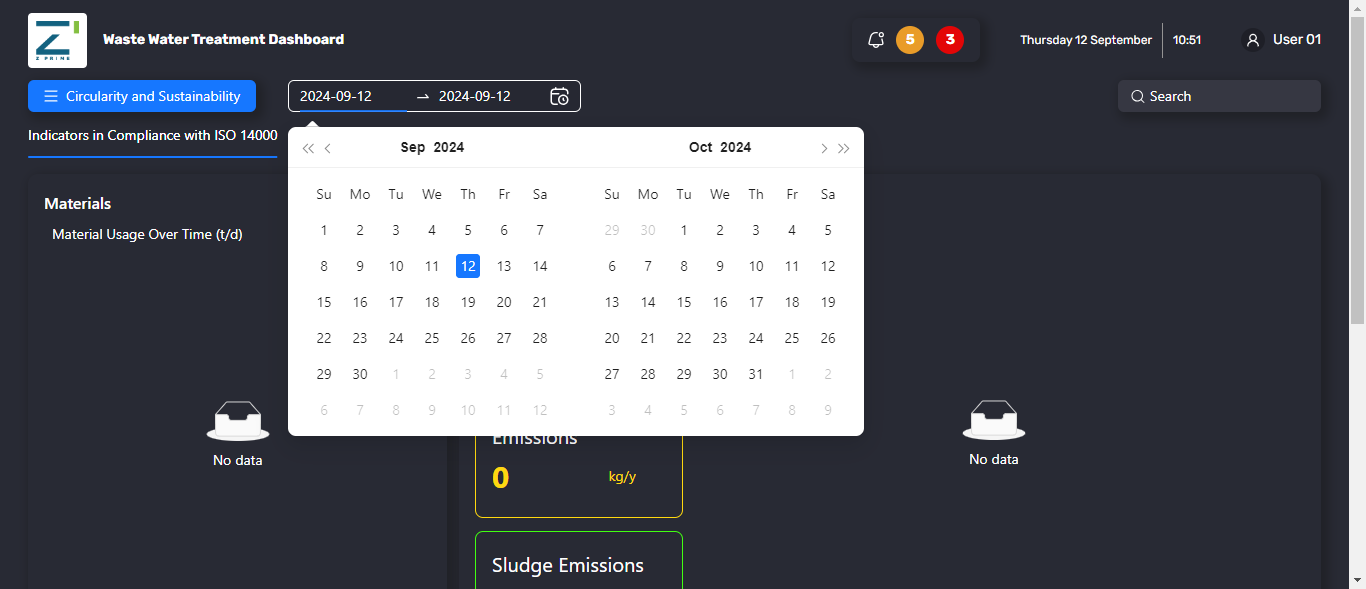 Z PRIME
Waste Water Treatment Dashboard
5
3
Thursday 12 September
10:51
User 01
Circularity and Sustainability
2024-09-12 → 2024-09-12
Search
Indicators in Compliance with ISO 14000
« ‹ Sep 2024
Oct 2024 › »
Su Mo Tu We Th Fr Sa
1 2 3 4 5 6 7
8 9 10 11 12 13 14
15 16 17 18 19 20 21
22 23 24 25 26 27 28
29 30 1 2 3 4 5
6 7 8 9 10 11 12
Su Mo Tu We Th Fr Sa
29 30 1 2 3 4 5
6 7 8 9 10 11 12
13 14 15 16 17 18 19
20 21 22 23 24 25 26
27 28 29 30 31 1 2
3 4 5 6 7 8 9
Materials
Material Usage Over Time (t/d)
No data
Emissions
0 kg/y
Sludge Emissions
No data